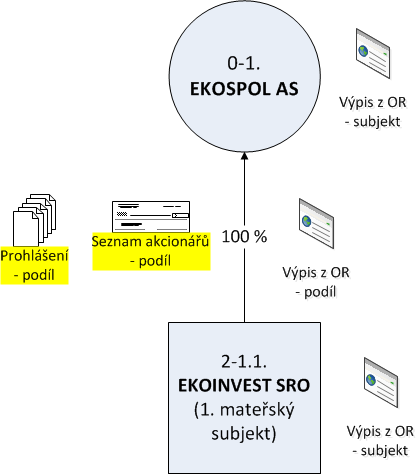 0-1.
EKOSPOL AS
Výpis z OR
- subjekt
Prohlášení
- podíl
Seznam akcionářů
- podíl
100 %
Výpis z OR
- podíl
2-1.1.
EKOINVEST SRO
(1. mateřský
subjekt)
Výpis z OR
- subjekt